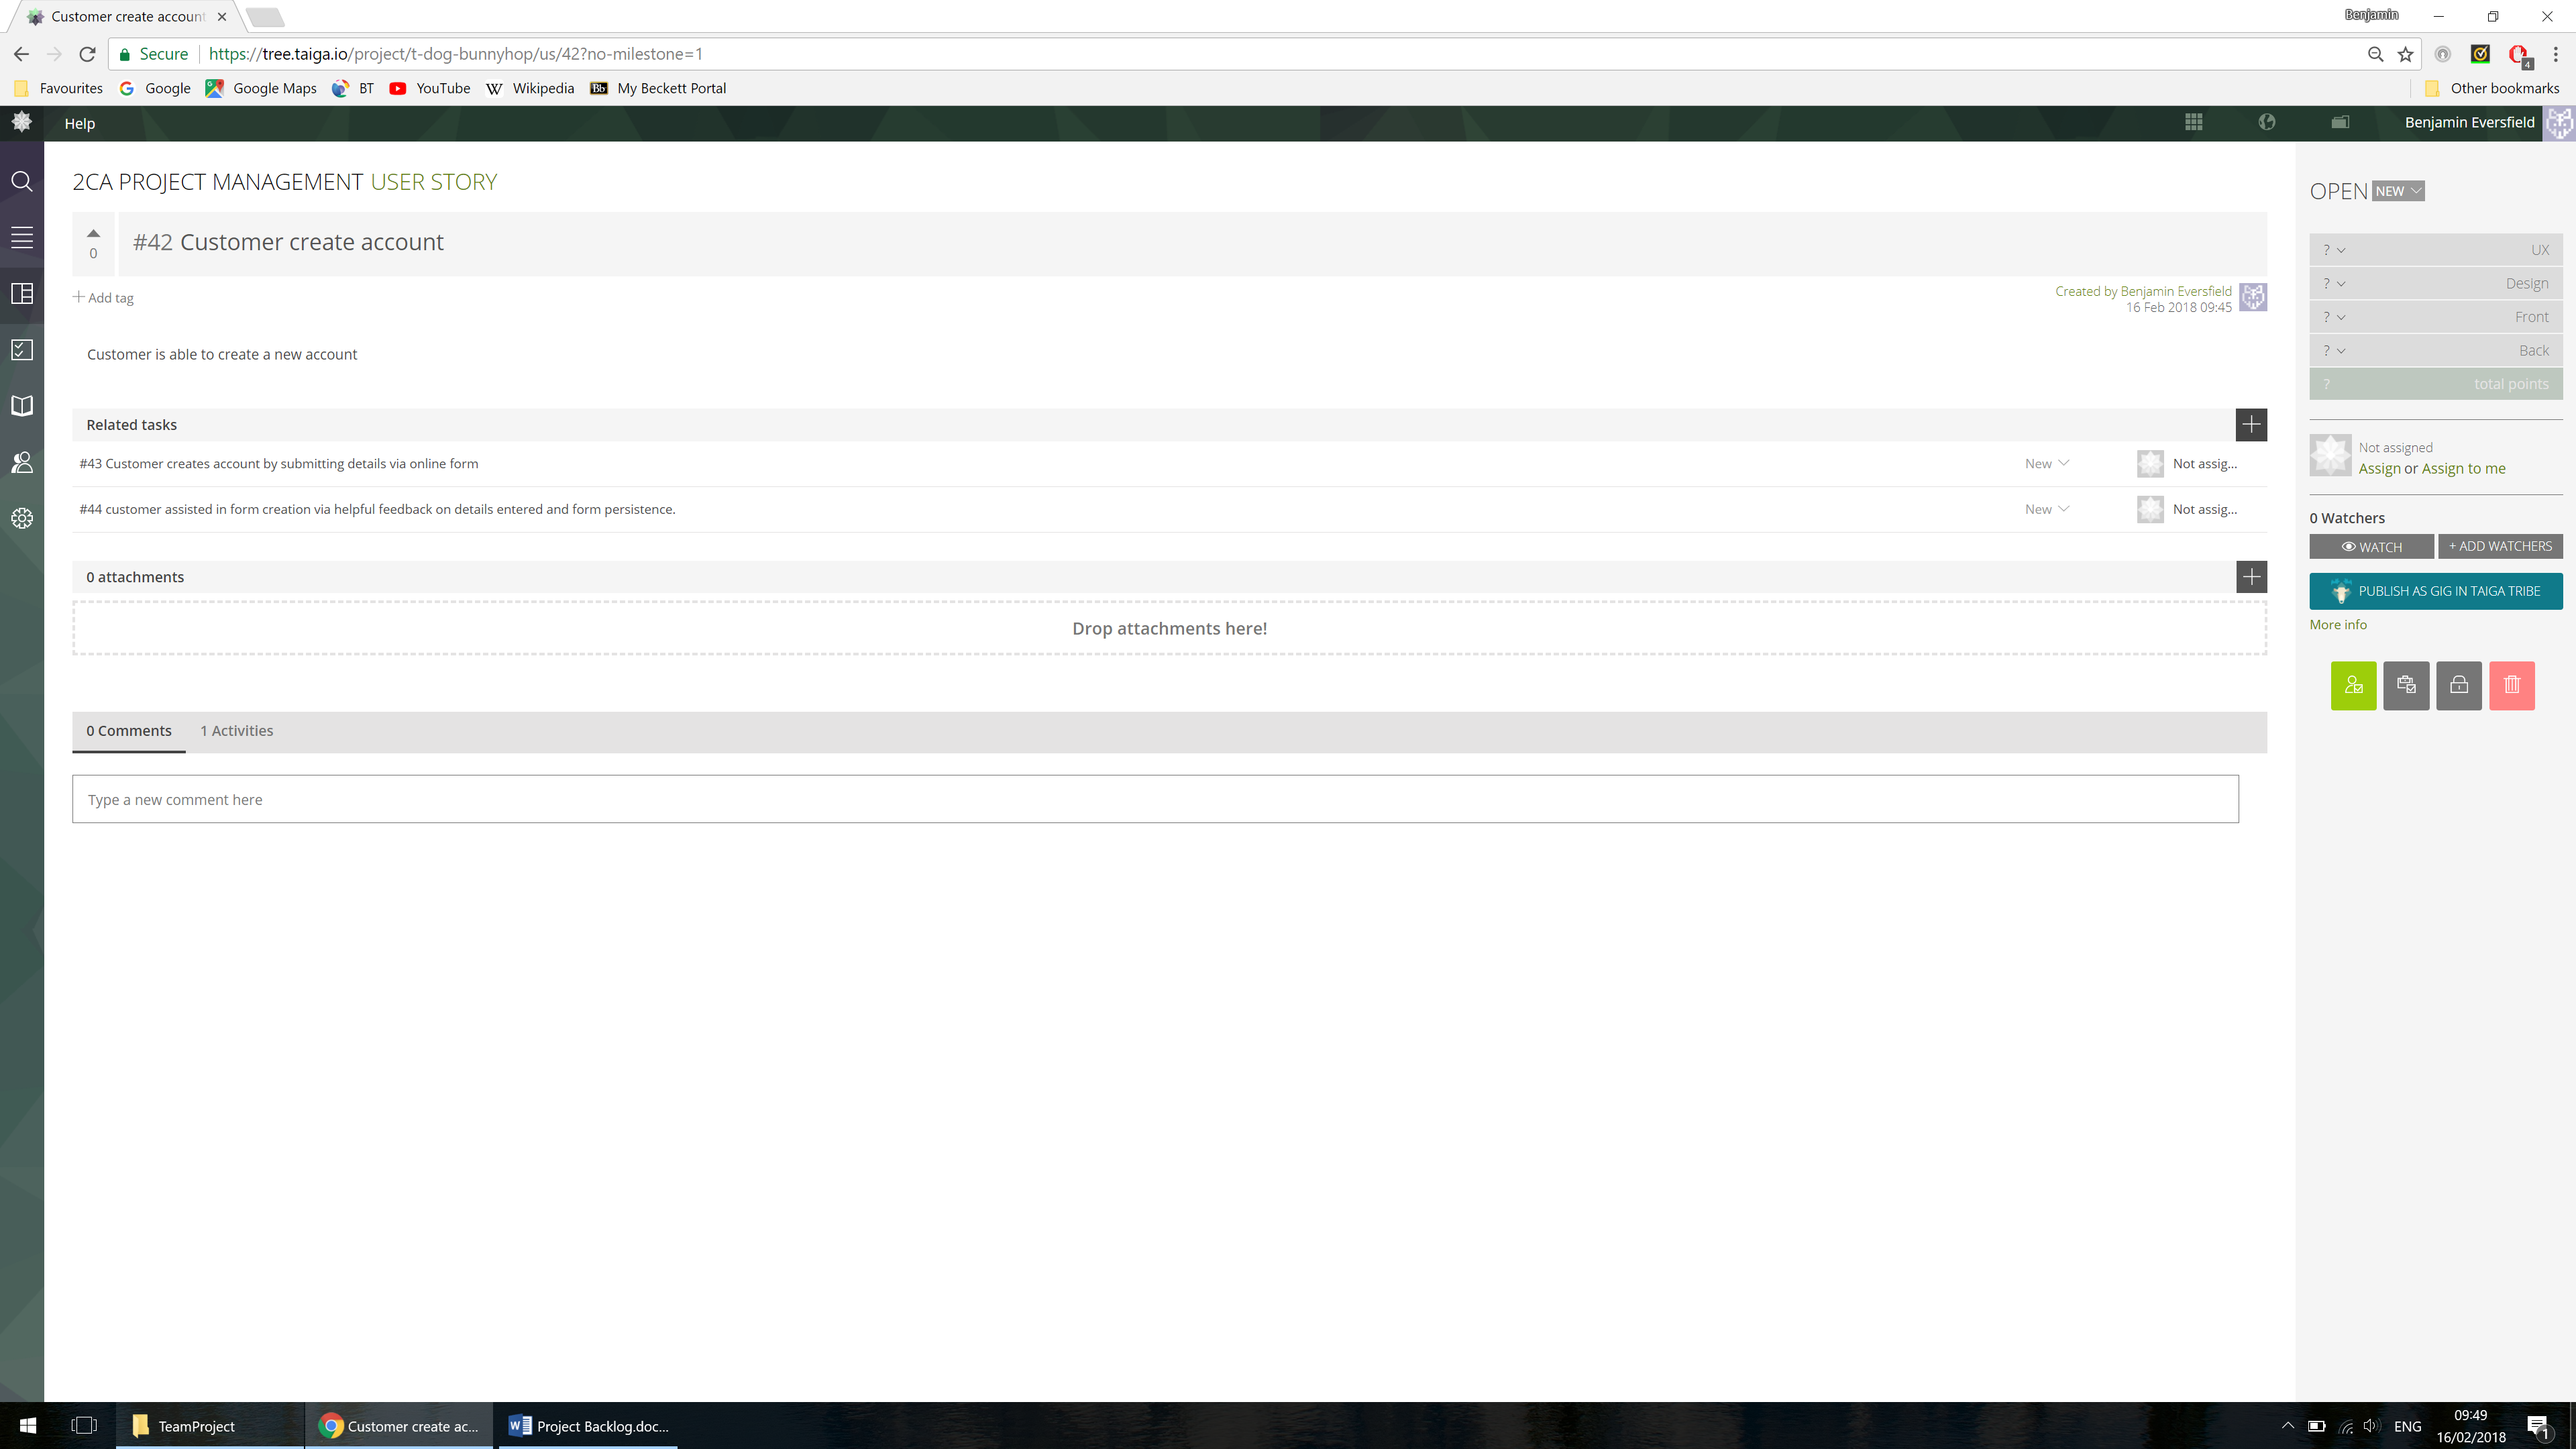 Customer create account
Benjamin
Secure https://tree.taiga.io/project/t-dog-bunnyhop/us/42?no-milestone=1
4
Favourites Google Google Maps BT YouTube Wikipedia My Beckett Portal Other bookmarks
Help Benjamin Eversfield
2CA PROJECT MANAGEMENT USER STORY
0
#42 Customer create account
Add tag
Created by Benjamin Eversfield
16 Feb 2018 09:45
Customer is able to create a new account
Related tasks
#43 Customer creates account by submitting details via online form New Not assig...
#44 customer assisted in form creation via helpful feedback on details entered and form persistence. New Not assig...
0 attachments
Drop attachments here!
0 Comments 1 Activities
Type a new comment here
OPEN NEW
? UX
? Design
? Front
? Back
? total points
Not assigned
Assign or Assign to me
0 Watchers
WATCH + ADD WATCHERS
PUBLISH AS GIG IN TAIGA TRIBE
More info
TeamProject Customer create ac... Project Backlog.doc...
ENG
09:49
16/02/2018
1